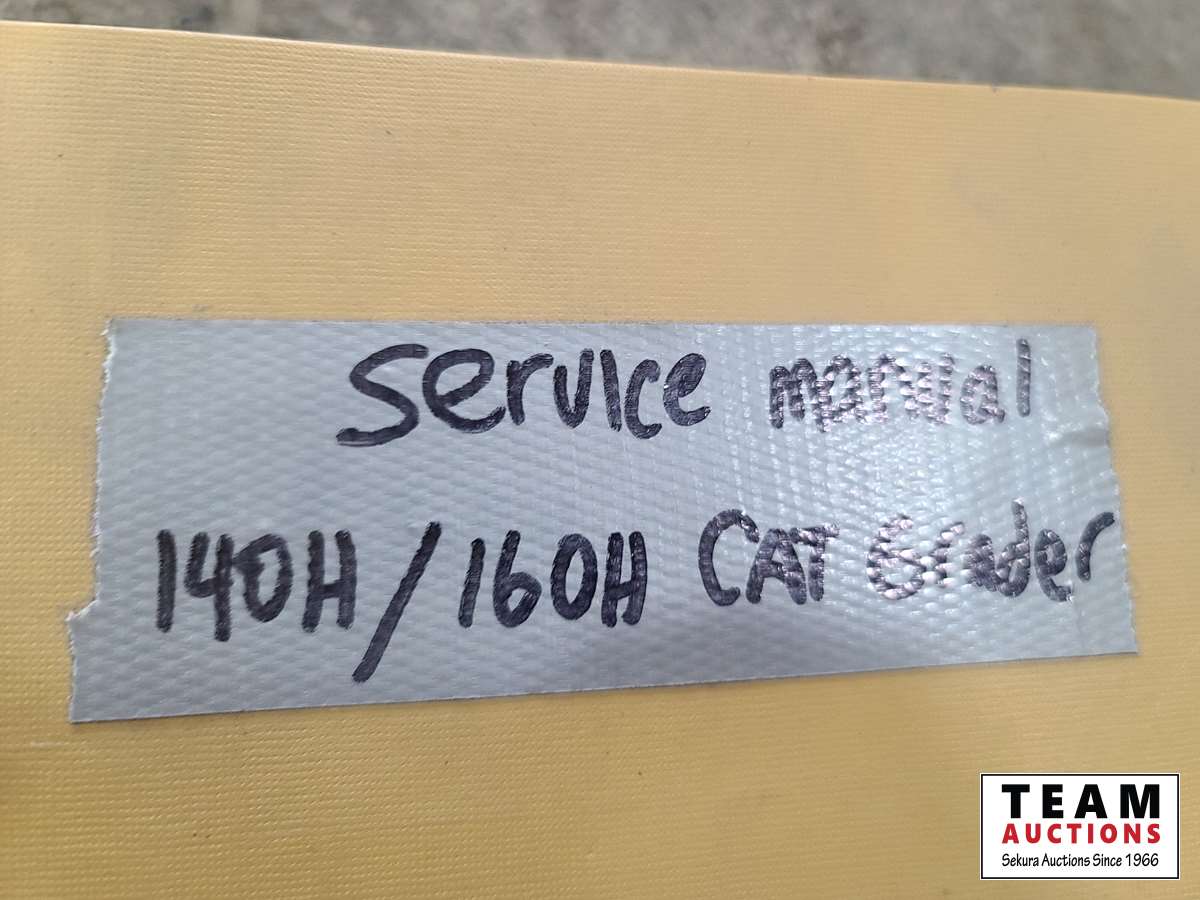 Service manual
140H/160H CAT Grader
TEAM
AUCTIONS
Sekura Auctions Since 1966